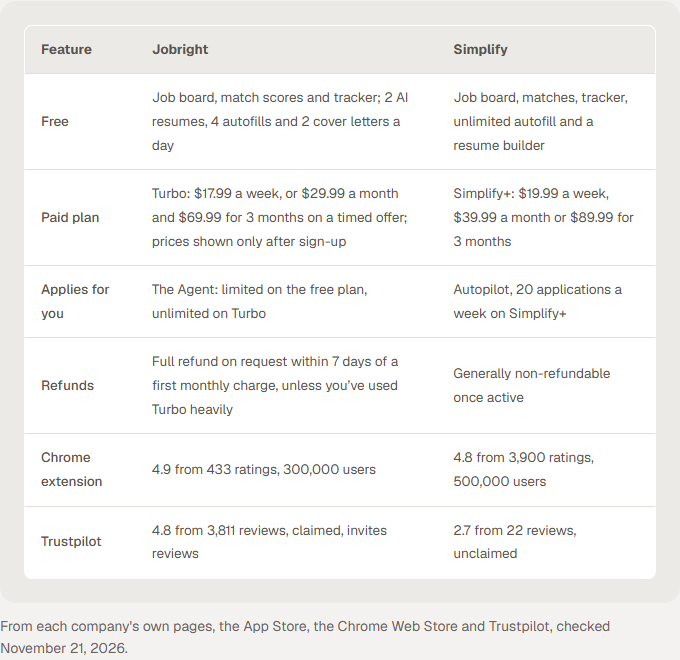 Feature Jobright Simplify
Free
Job board, match scores and tracker; 2 AI
resumes, 4 autofills and 2 cover letters a
day
Job board, matches, tracker,
unlimited autofill and a
resume builder
Paid plan
Turbo: $17.99 a week, or $29.99 a month
and $69.99 for 3 months on a timed offer;
prices shown only after sign-up
Simplify+: $19.99 a week,
$39.99 a month or $89.99 for
3 months
Applies for
you
The Agent: limited on the free plan,
unlimited on Turbo
Autopilot, 20 applications a
week on Simplify+
Refunds
Full refund on request within 7 days of a
first monthly charge, unless you've used
Turbo heavily
Generally non-refundable
once active
Chrome
extension
4.9 from 433 ratings, 300,000 users
4.8 from 3,900 ratings,
500,000 users
Trustpilot
4.8 from 3,811 reviews, claimed, invites
reviews
2.7 from 22 reviews,
unclaimed
From each company's own pages, the App Store, the Chrome Web Store and Trustpilot, checked
November 21, 2026.